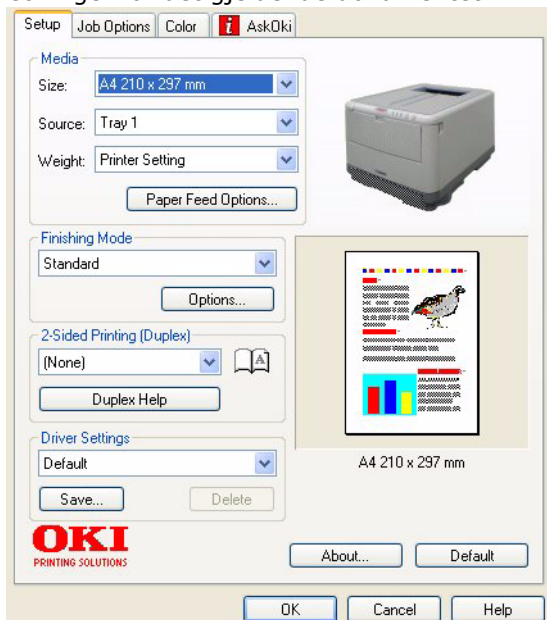 Setup Job Options Color i AskOki
Media
Size: A4 210 x 297 mm
Source: Tray 1
Weight: Printer Setting
Paper Feed Options...
Finishing Mode
Standard
Options...
2-Sided Printing (Duplex)
(None) A
Duplex Help
Driver Settings
Default
A4 210 x 297 mm
Save... Delete
OKI
PRINTING SOLUTIONS
About... Default
OK Cancel Help